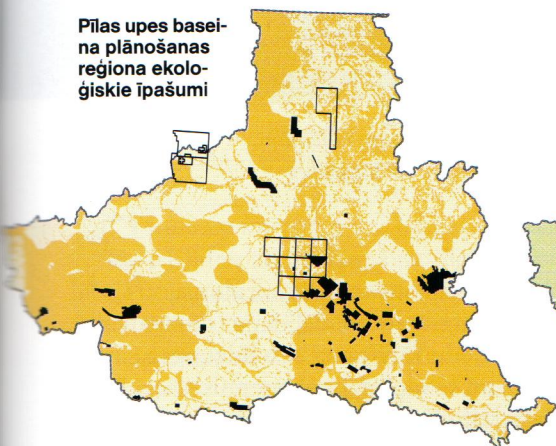 Pīlas upes basei-
na plānošanas
reģiona ekolo-
ģiskie īpašumi